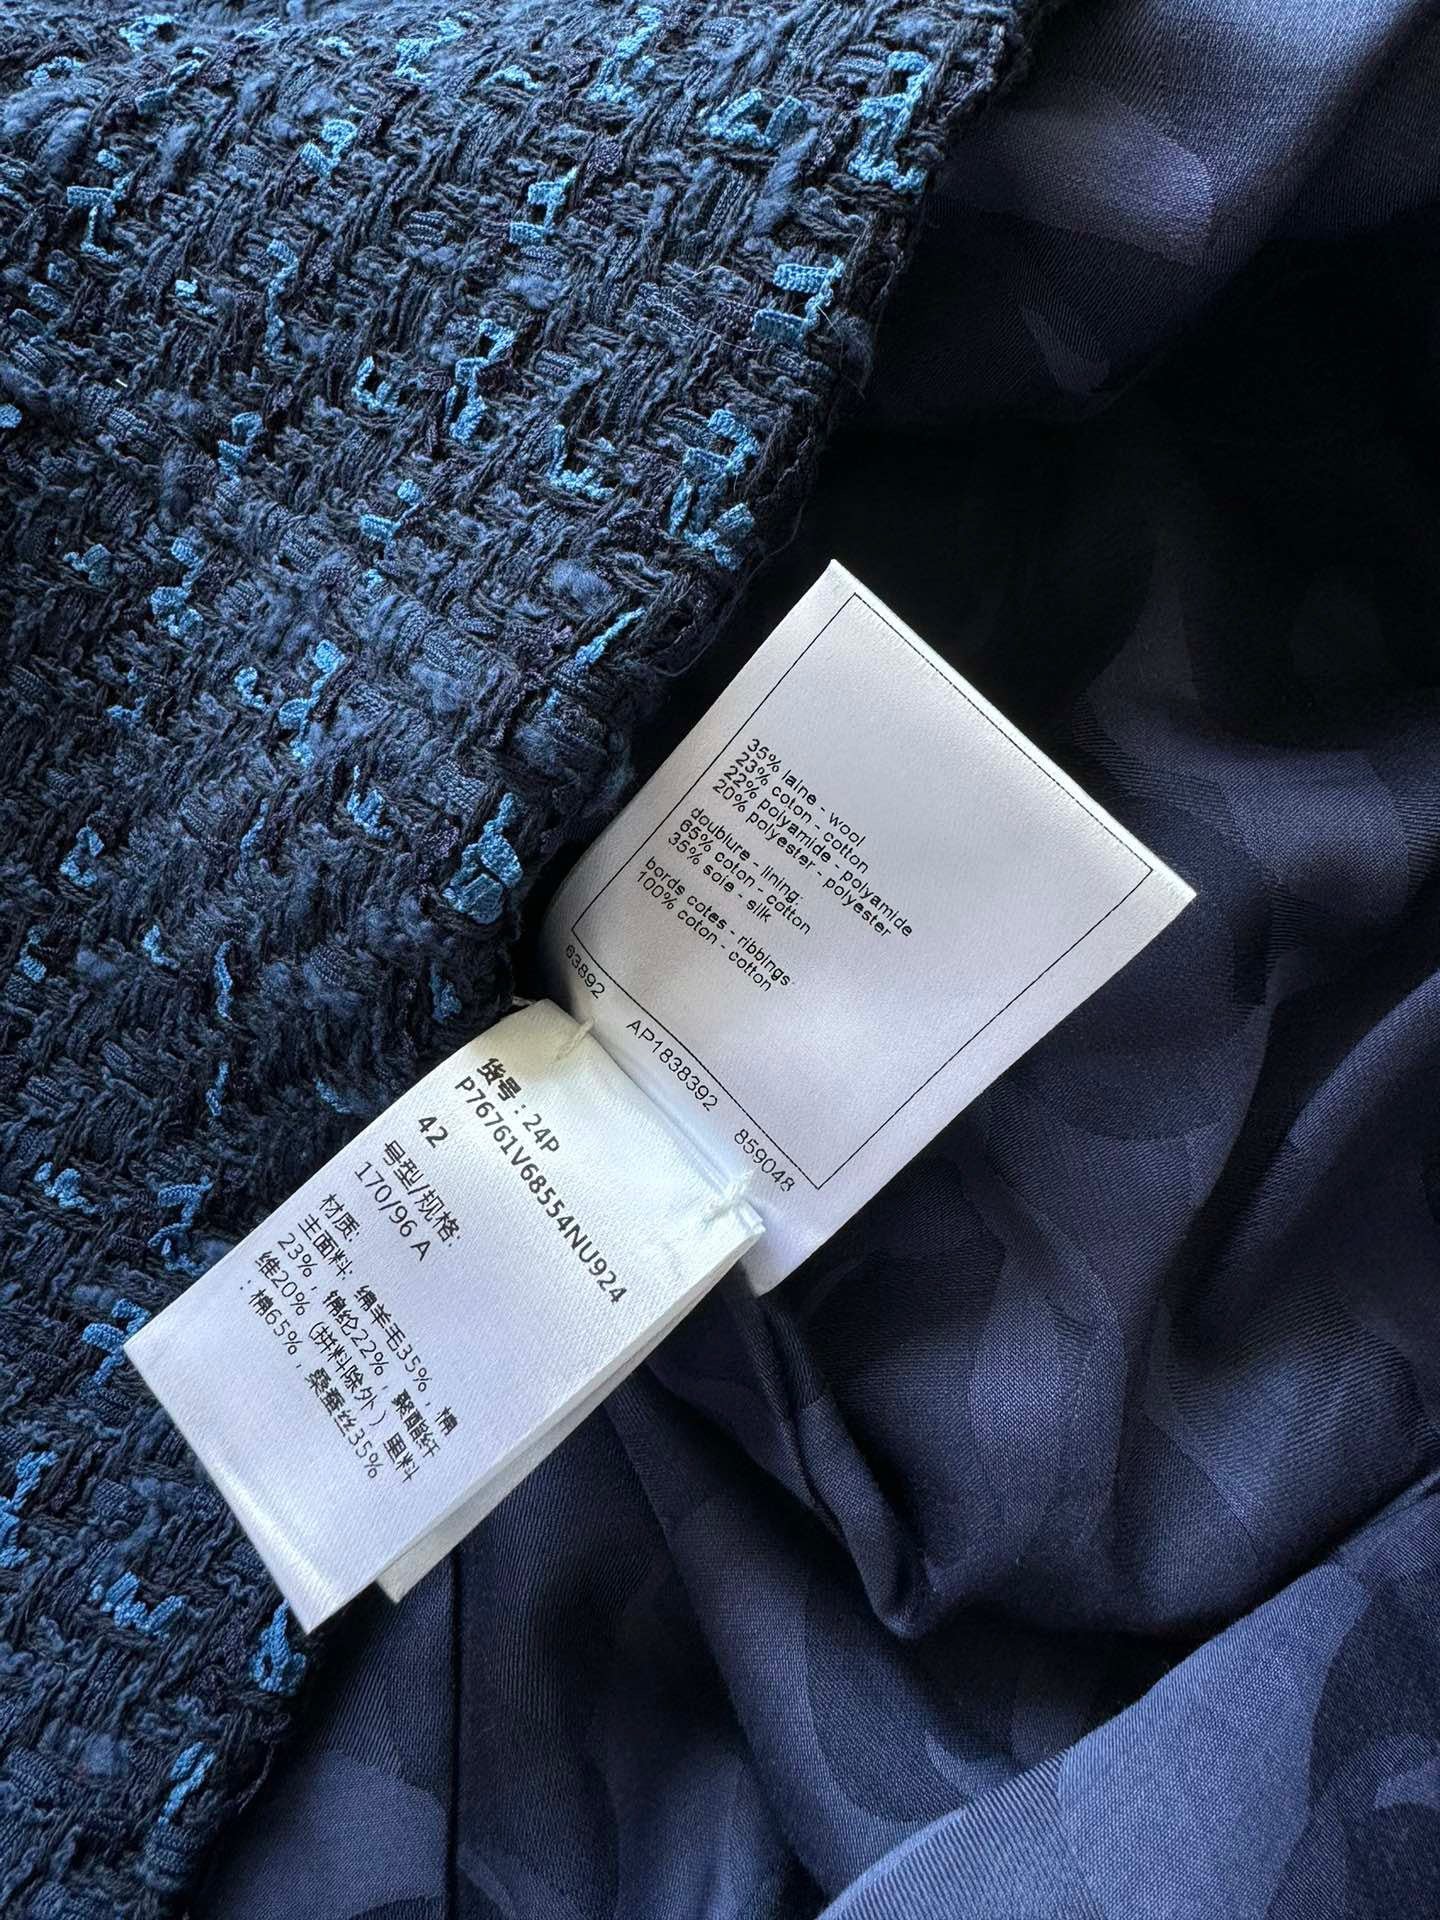 35% laine - wool
23% coton - cotton
22% polyamide - polyamide
20% polyester - polyester
doublure - lining:
65% coton - cotton
35% soie - silk
bords cotes - ribbings:
100% coton - cotton
63892 AP1838392 859048
货号: 24P
P76761V68554NU924
42
号型/规格:
170/96 A
材质:
主面料: 绵羊毛35%, 棉
23%, 锦纶22%, 聚酯纤
维20% (拼料除外) 里料
: 棉65%, 桑蚕丝35%